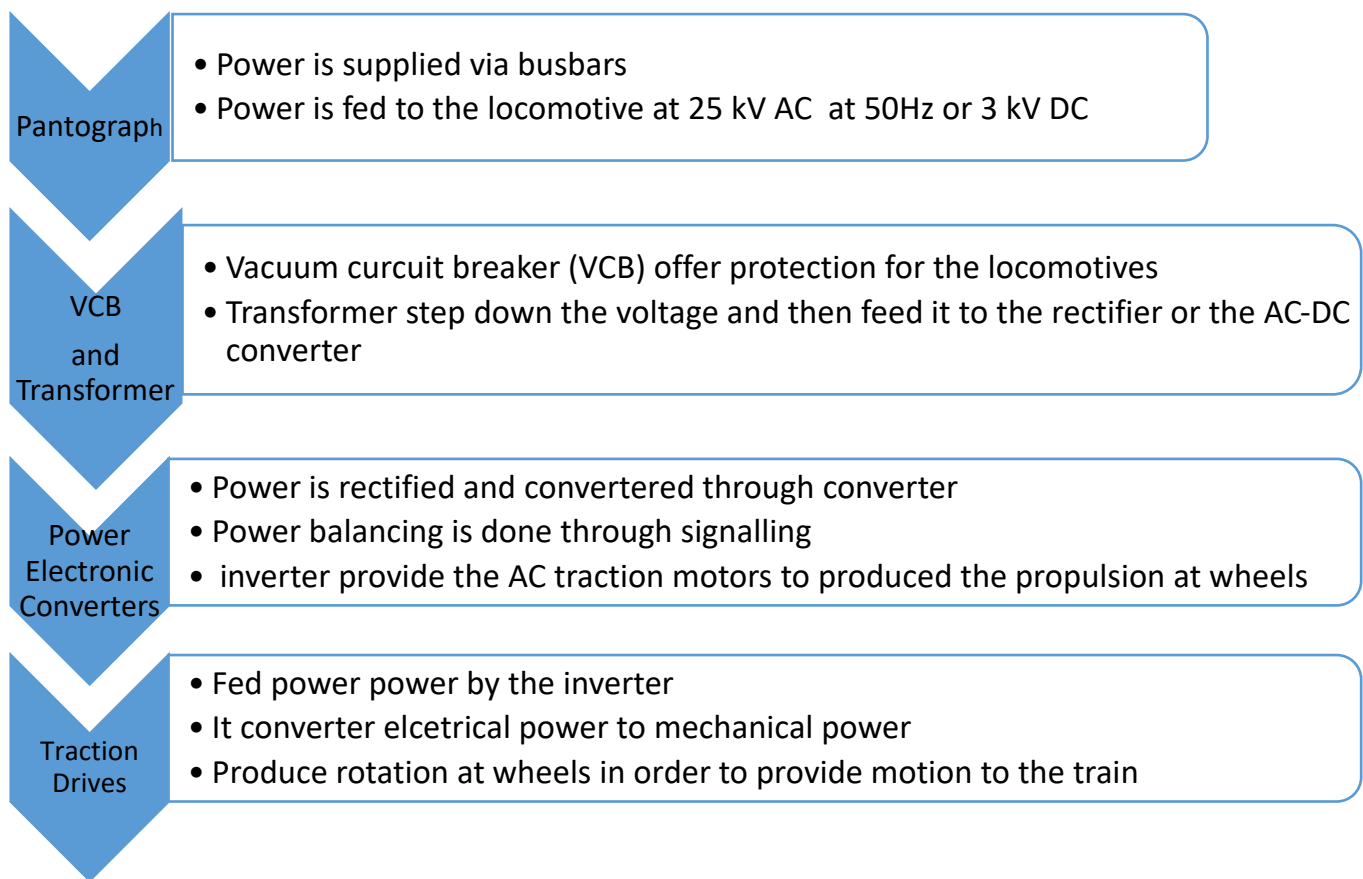 Pantograph
• Power is supplied via busbars
• Power is fed to the locomotive at 25 kV AC  at 50Hz or 3 kV DC
VCB
and
Transformer
• Vacuum curcuit breaker (VCB) offer protection for the locomotives
• Transformer step down the voltage and then feed it to the rectifier or the AC-DC
converter
Power
Electronic
Converters
• Power is rectified and convertered through converter
• Power balancing is done through signalling
•  inverter provide the AC traction motors to produced the propulsion at wheels
Traction
Drives
• Fed power power by the inverter
• It converter elcetrical power to mechanical power
• Produce rotation at wheels in order to provide motion to the train